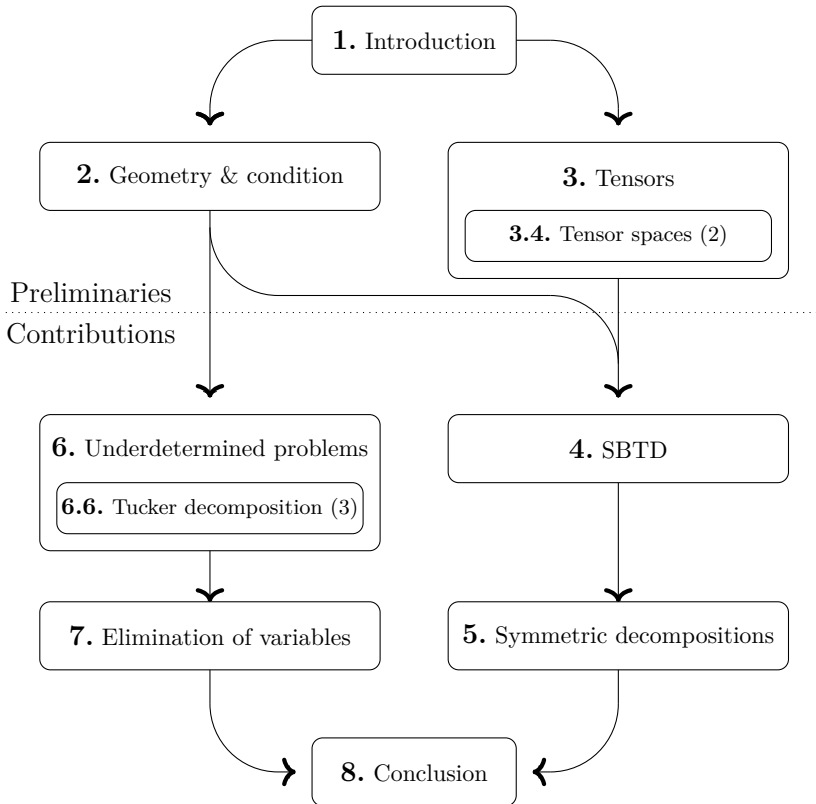 1. Introduction
2. Geometry & condition
3. Tensors
3.4. Tensor spaces (2)
Preliminaries
Contributions
6. Underdetermined problems
6.6. Tucker decomposition (3)
4. SBTD
7. Elimination of variables
5. Symmetric decompositions
8. Conclusion